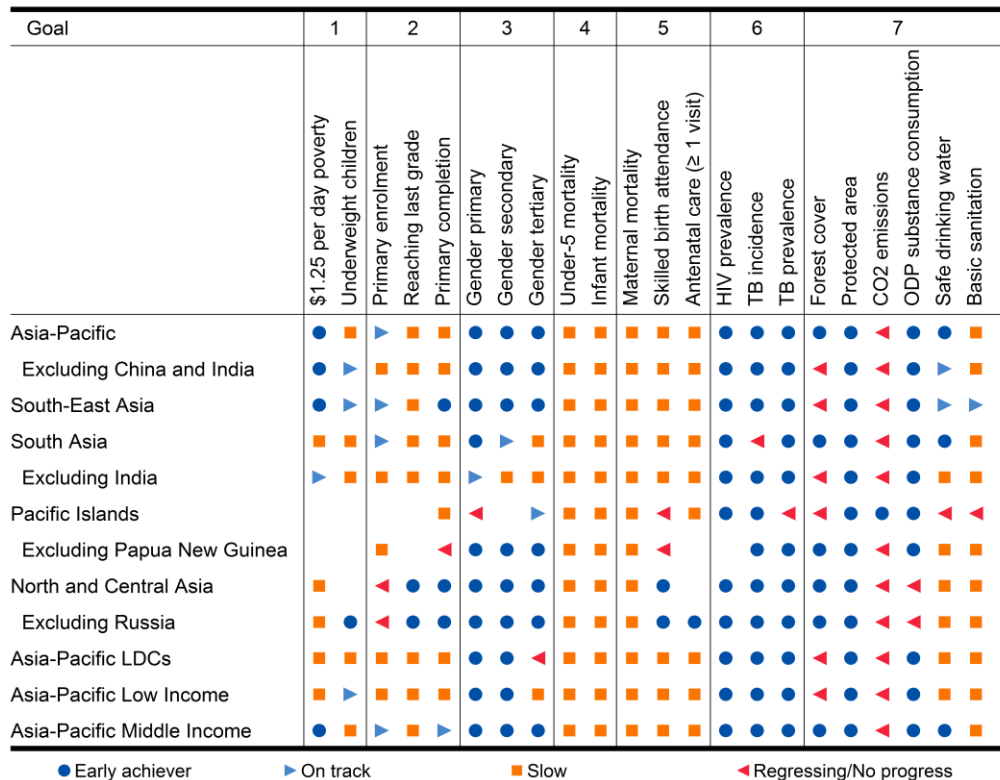 Goal 1 2 3 4 5 6 7
$1.25 per day poverty
Underweight children
Primary enrolment
Reaching last grade
Primary completion
Gender primary
Gender secondary
Gender tertiary
Under-5 mortality
Infant mortality
Maternal mortality
Skilled birth attendance
Antenatal care (≥ 1 visit)
HIV prevalence
TB incidence
TB prevalence
Forest cover
Protected area
CO2 emissions
ODP substance consumption
Safe drinking water
Basic sanitation
Asia-Pacific
Excluding China and India
South-East Asia
South Asia
Excluding India
Pacific Islands
Excluding Papua New Guinea
North and Central Asia
Excluding Russia
Asia-Pacific LDCs
Asia-Pacific Low Income
Asia-Pacific Middle Income
Early achiever On track Slow Regressing/No progress